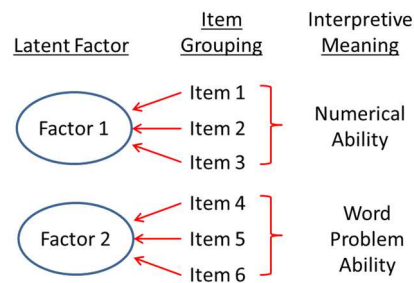 Latent Factor
Item
Grouping
Interpretive
Meaning
Factor 1
Item 1
Item 2
Item 3
Numerical
Ability
Factor 2
Item 4
Item 5
Item 6
Word
Problem
Ability